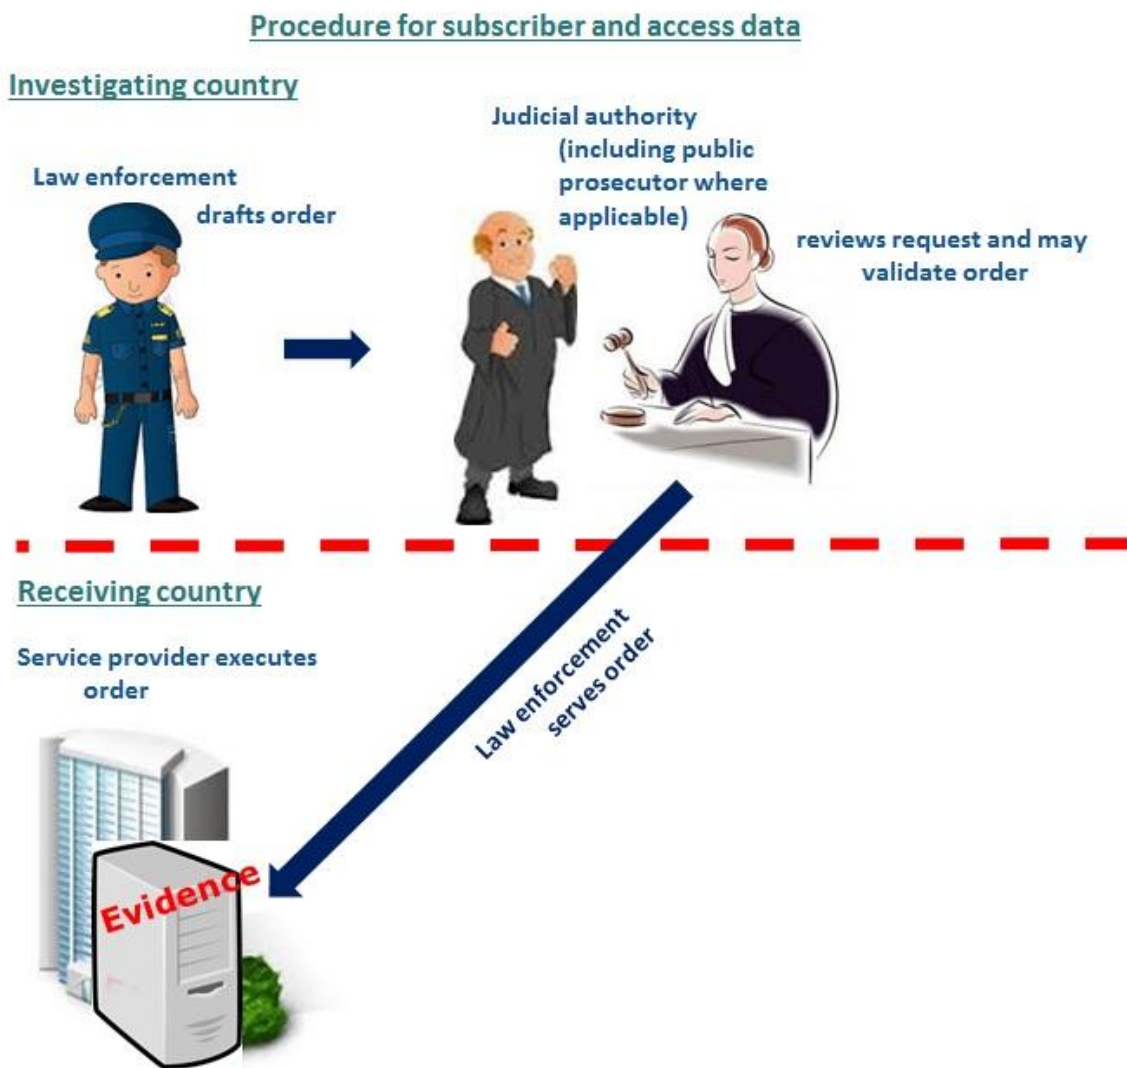 Procedure for subscriber and access data
Investigating country
Law enforcement
drafts order
Judicial authority
(including public
prosecutor where
applicable)
reviews request and may
validate order
Receiving country
Service provider executes
order
Law enforcement
serves order
Evidence